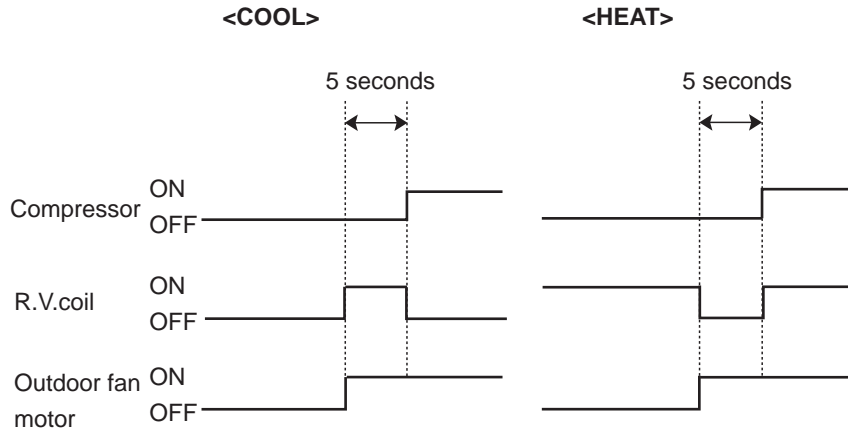 <COOL>
<HEAT>
5 seconds
5 seconds
Compressor
ON
OFF
R.V.coil
ON
OFF
Outdoor fan
motor
ON
OFF